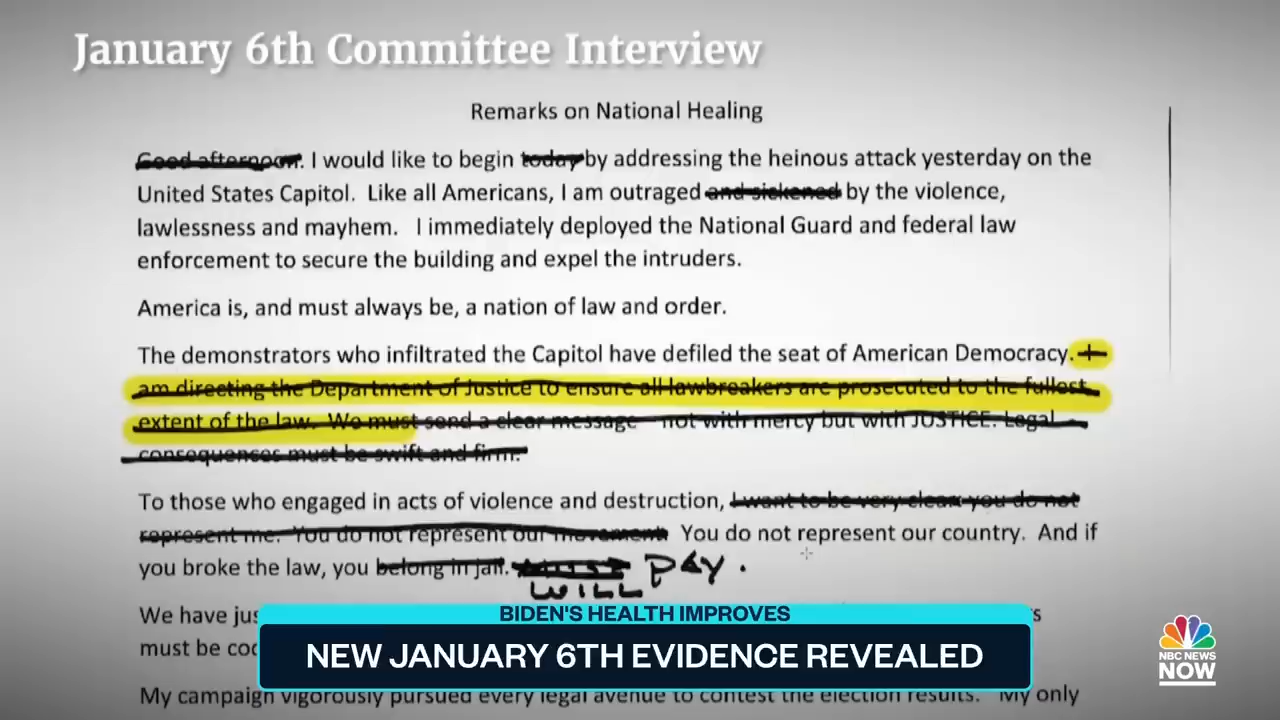 January 6th Committee Interview
Remarks on National Healing
Good afternoon. I would like to begin today by addressing the heinous attack yesterday on the
United States Capitol. Like all Americans, I am outraged and sickened by the violence,
lawlessness and mayhem. I immediately deployed the National Guard and federal law
enforcement to secure the building and expel the intruders.
America is, and must always be, a nation of law and order.
The demonstrators who infiltrated the Capitol have defiled the seat of American Democracy. I
am directing the Department of Justice to ensure all lawbreakers are prosecuted to the fullest
extent of the law. We must send a clear message - not with mercy but with JUSTICE. Legal
consequences must be swift and firm.
To those who engaged in acts of violence and destruction, I want to be very clear you do not
represent me. You do not represent our movement. You do not represent our country. And if
you broke the law, you belong in jail. PAY.
WILL
We have
must be
BIDEN'S HEALTH IMPROVES
NEW JANUARY 6TH EVIDENCE REVEALED
NBC NEWS
NOW
My campaign vigorously pursued every legal avenue to contest the election results. My only